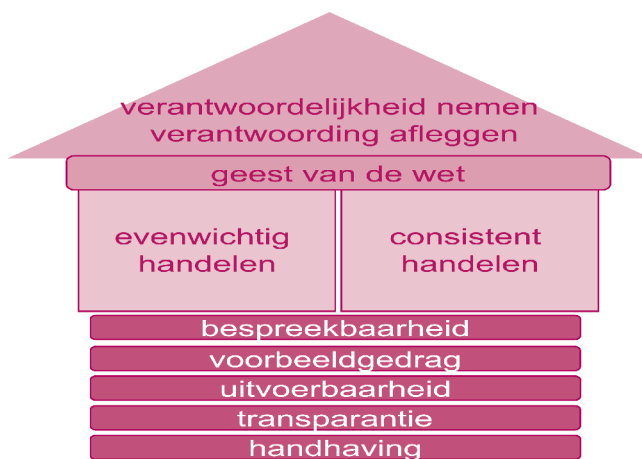 verantwoordelijkheid nemen
verantwoording afleggen
geest van de wet
evenwichtig
handelen
consistent
handelen
bespreekbaarheid
voorbeeldgedrag
uitvoerbaarheid
transparantie
handhaving